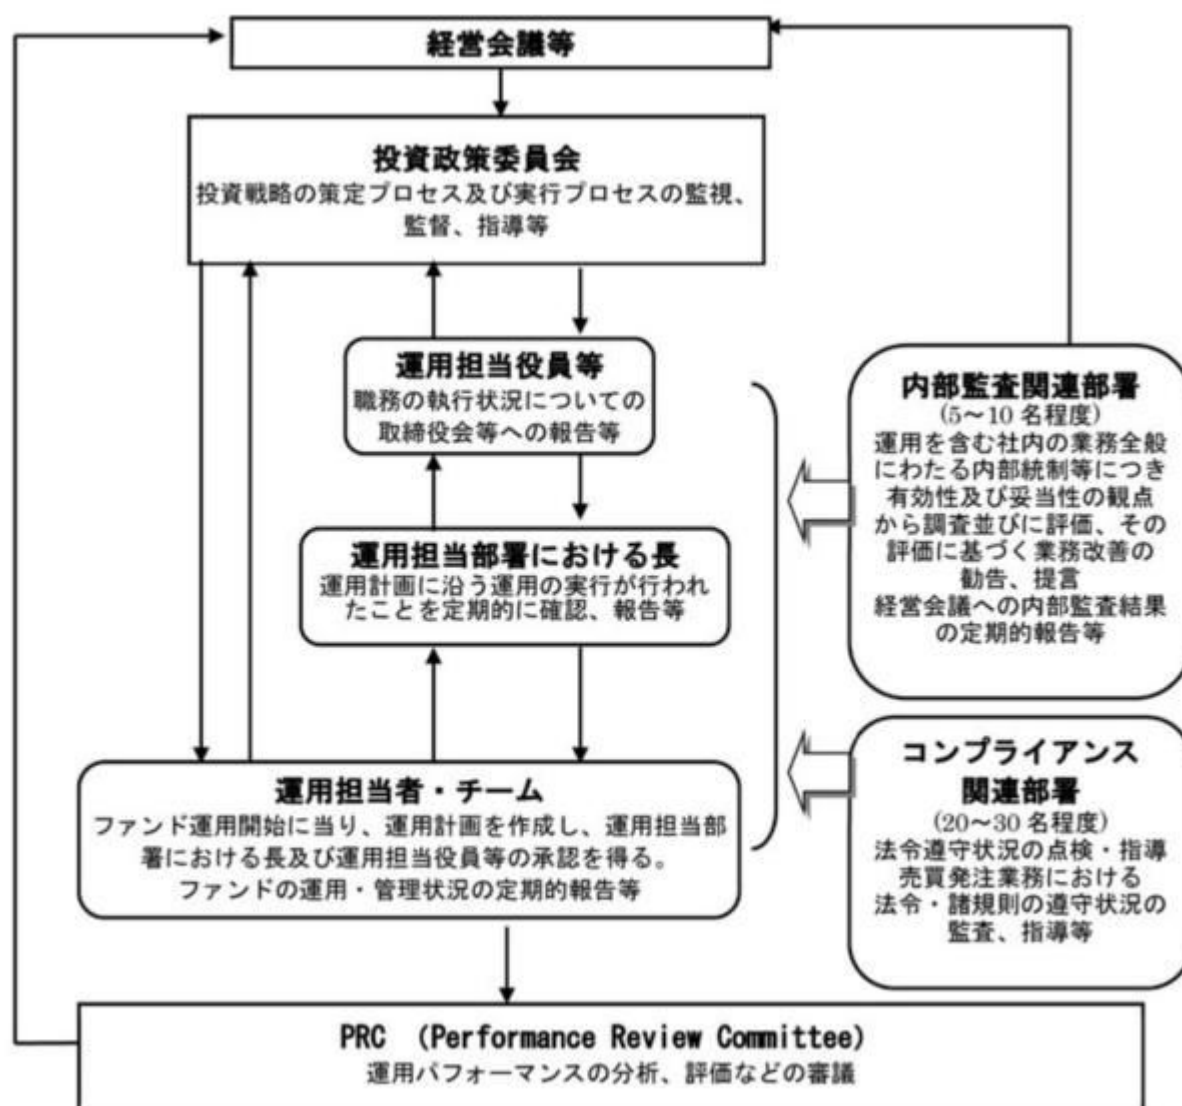 経営会議等
投資政策委員会
投資戦略の策定プロセス及び実行プロセスの監視、
監督、指導等
運用担当役員等
職務の執行状況についての
取締役会等への報告等
運用担当部署における長
運用計画に沿う運用の実行が行われ
たことを定期的に確認、報告等
運用担当者・チーム
ファンド運用開始に当り、運用計画を作成し、運用担当部
署における長及び運用担当役員等の承認を得る。
ファンドの運用・管理状況の定期的報告等
内部監査関連部署
(5～10 名程度)
運用を含む社内の業務全般
にわたる内部統制等につき
有効性及び妥当性の観点
から調査並びに評価、その
評価に基づく業務改善の
勧告、提言
経営会議への内部監査結果
の定期的報告等
コンプライアンス
関連部署
(20～30 名程度)
法令遵守状況の点検・指導
売買発注業務における
法令・諸規則の遵守状況の
監査、指導等
PRC （Performance Review Committee)
運用パフォーマンスの分析、評価などの審議